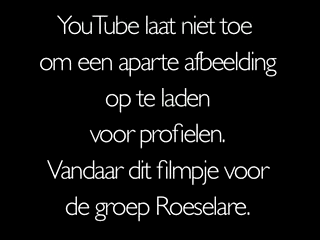 YouTube laat niet toe
om een aparte afbeelding
op te laden
voor profielen.
Vandaar dit filmpje voor
de groep Roeselare.